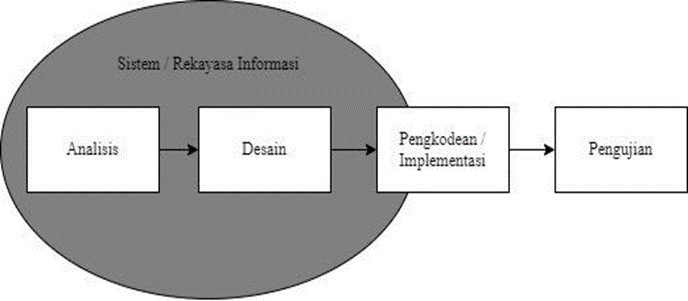 Sistem / Rekayasa Informasi
Analisis
Desain
Pengkodean /
Implementasi
Pengujian